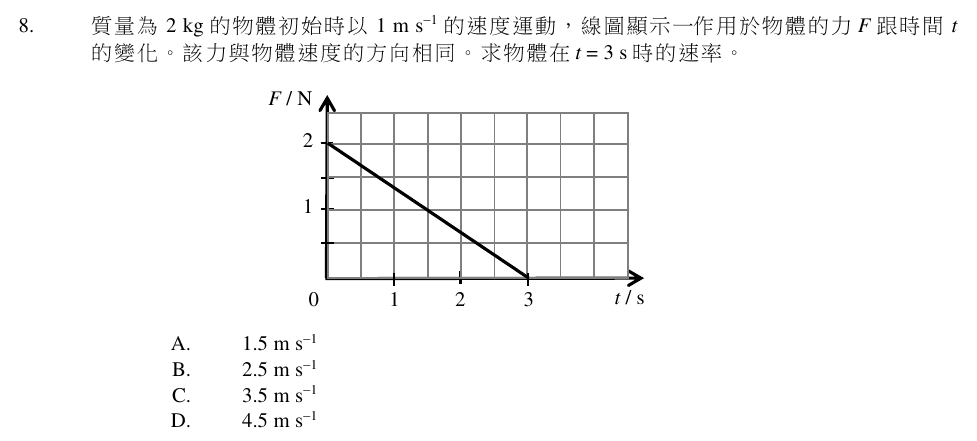 8. 質量為 2 kg 的物體初始時以 1 m s⁻¹ 的速度運動，線圖顯示一作用於物體的力 F 跟時間 t
的變化。該力與物體速度的方向相同。求物體在 t = 3 s 時的速率。
F / N
2
1
0 1 2 3 t / s
A. 1.5 m s⁻¹
B. 2.5 m s⁻¹
C. 3.5 m s⁻¹
D. 4.5 m s⁻¹